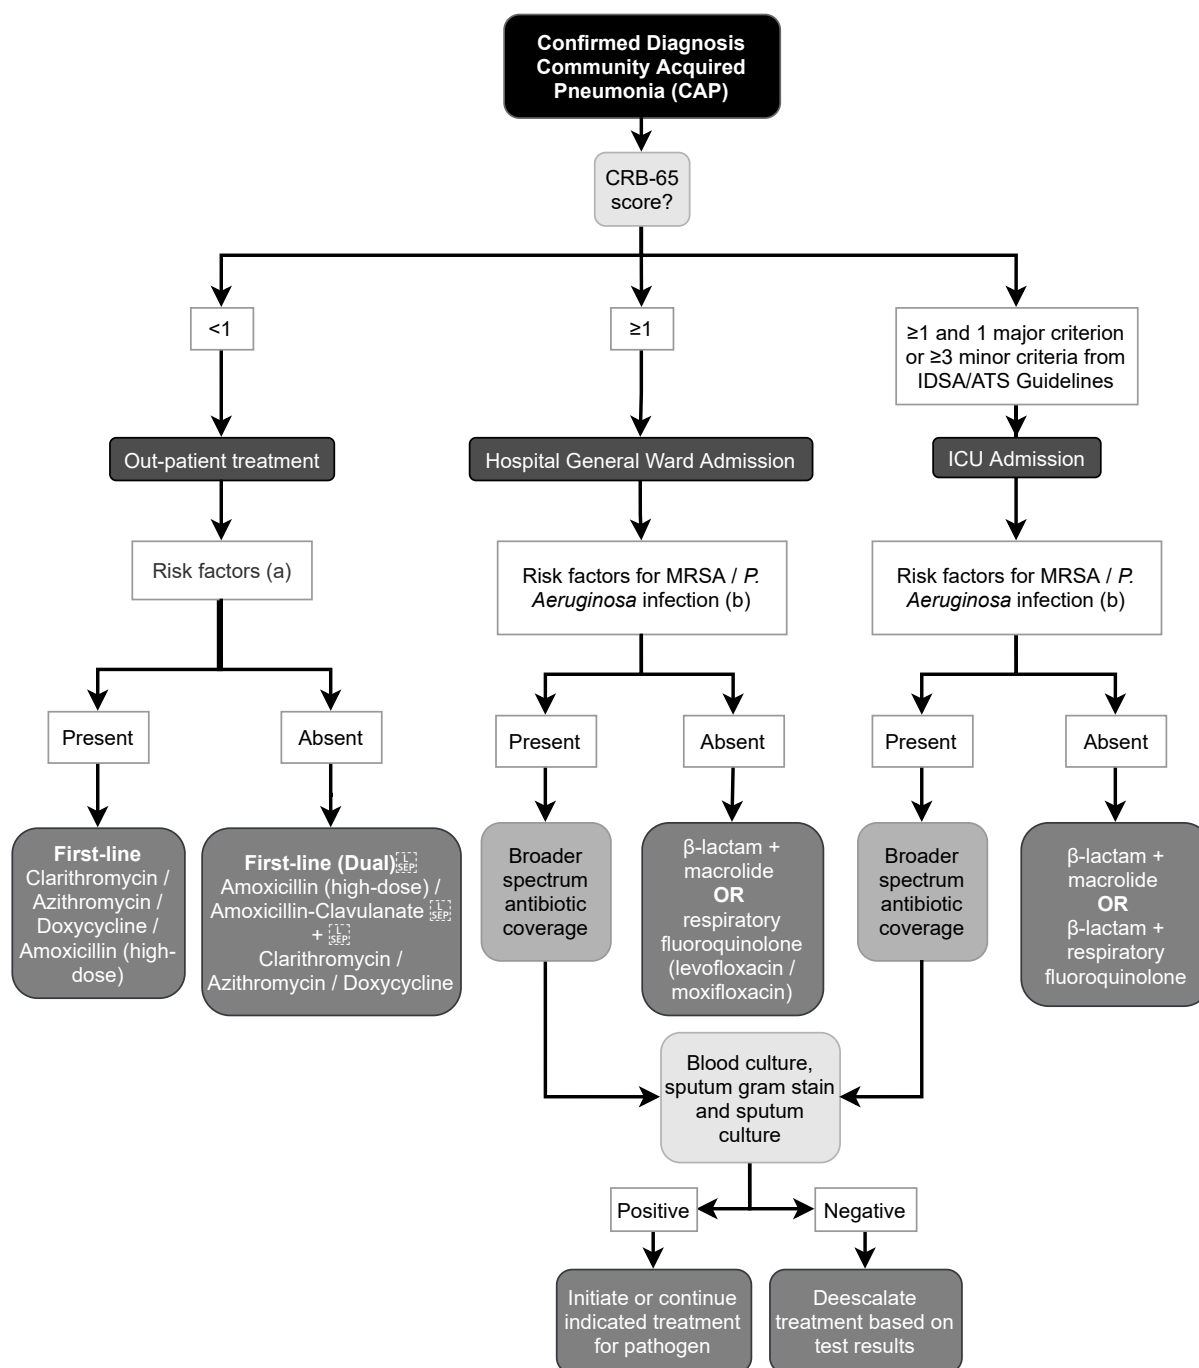 Confirmed Diagnosis
Community Acquired
Pneumonia (CAP)
CRB-65
score?
<1
≥1
≥1 and 1 major criterion
or ≥3 minor criteria from
IDSA/ATS Guidelines
Out-patient treatment
Hospital General Ward Admission
ICU Admission
Risk factors (a)
Risk factors for MRSA / P.
Aeruginosa infection (b)
Risk factors for MRSA / P.
Aeruginosa infection (b)
Present
Absent
Present
Absent
Present
Absent
First-line
Clarithromycin /
Azithromycin /
Doxycycline /
Amoxicillin (high-
dose)
First-line (Dual) L SEP
Amoxicillin (high-dose) /
Amoxicillin-Clavulanate L SEP
+ L SEP
Clarithromycin /
Azithromycin / Doxycycline
Broader
spectrum
antibiotic
coverage
β-lactam +
macrolide
OR
respiratory
fluoroquinolone
(levofloxacin /
moxifloxacin)
Broader
spectrum
antibiotic
coverage
β-lactam +
macrolide
OR
β-lactam +
respiratory
fluoroquinolone
Blood culture,
sputum gram stain
and sputum
culture
Positive
Negative
Initiate or continue
indicated treatment
for pathogen
Deescalate
treatment based on
test results